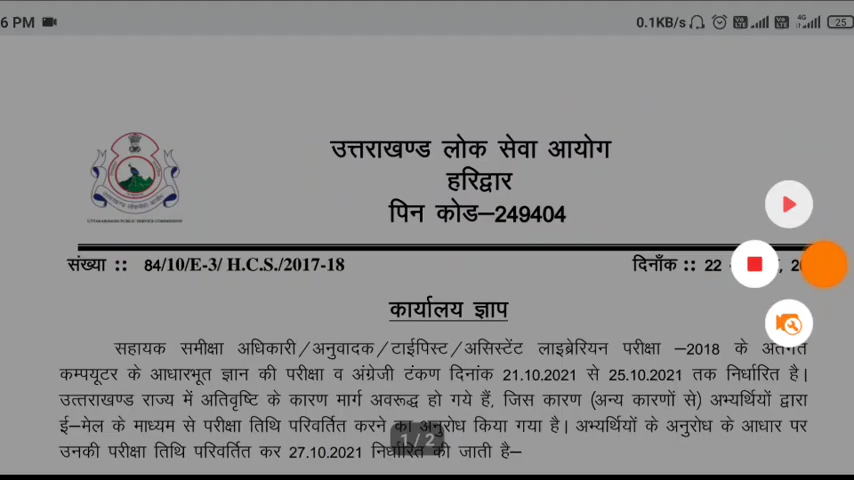 6 PM 0.1KB/s 4G 25
उत्तराखण्ड लोक सेवा आयोग
हरिद्वार
पिन कोड–249404
UTTARAKHAND PUBLIC SERVICE COMMISSION
संख्या :: 84/10/E-3/ H.C.S./2017-18 दिनाँक :: 22
कार्यालय ज्ञाप
सहायक समीक्षा अधिकारी/अनुवादक/टाईपिस्ट/असिस्टेंट लाइब्रेरियन परीक्षा –2018 के अंतर्गत
कम्प्यूटर के आधारभूत ज्ञान की परीक्षा व अंग्रेजी टंकण दिनांक 21.10.2021 से 25.10.2021 तक निर्धारित है।
उत्तराखण्ड राज्य में अतिवृष्टि के कारण मार्ग अवरूद्ध हो गये हैं, जिस कारण (अन्य कारणों से) अभ्यर्थियों द्वारा
ई–मेल के माध्यम से परीक्षा तिथि परिवर्तित करने का अनुरोध किया गया है। अभ्यर्थियों के अनुरोध के आधार पर
1/2
उनकी परीक्षा तिथि परिवर्तित कर 27.10.2021 निर्धारित की जाती है–